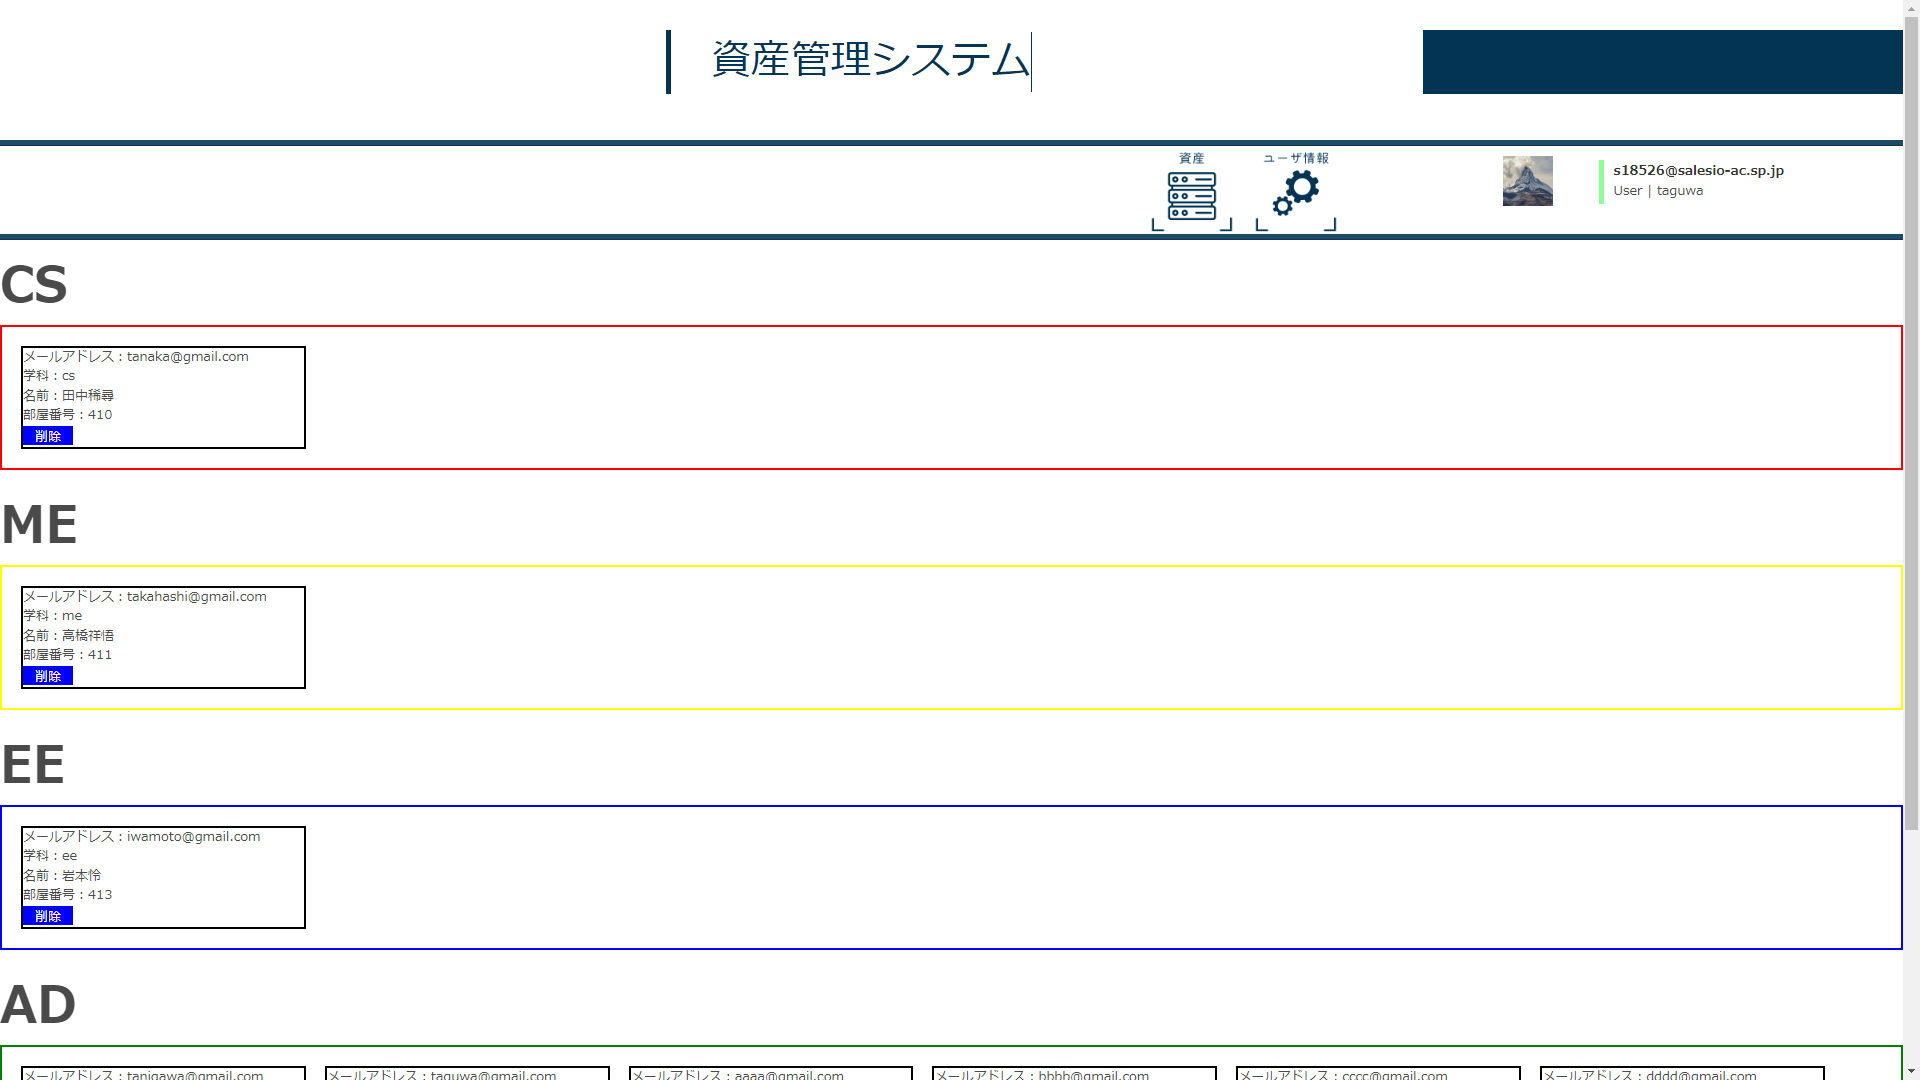 資産管理システム
資産
ユーザ情報
s18526@salesio-ac.sp.jp
User | taguwa
CS
メールアドレス : tanaka@gmail.com
学科 : cs
名前 : 田中稀尋
部屋番号 : 410
削除
ME
メールアドレス : takahashi@gmail.com
学科 : me
名前 : 高橋祥悟
部屋番号 : 411
削除
EE
メールアドレス : iwamoto@gmail.com
学科 : ee
名前 : 岩本怜
部屋番号 : 413
削除
AD
メールアドレス : tanigawa@gmail.com
メールアドレス : taguwa@gmail.com
メールアドレス : aaaa@gmail.com
メールアドレス : bbbb@gmail.com
メールアドレス : cccc@gmail.com
メールアドレス : dddd@gmail.com